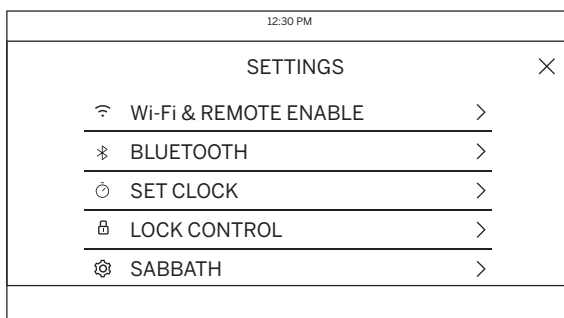 12:30 PM
SETTINGS
Wi-Fi & REMOTE ENABLE
BLUETOOTH
SET CLOCK
LOCK CONTROL
SABBATH